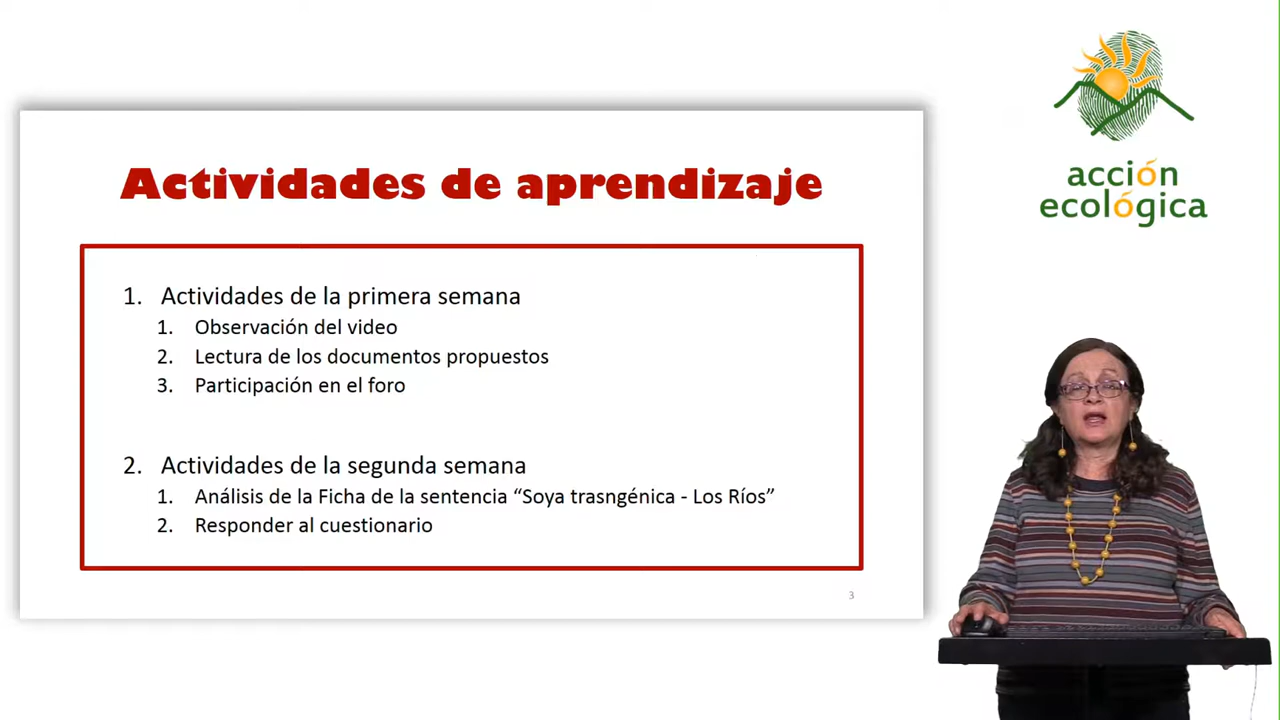 acción
ecológica
Actividades de aprendizaje
1. Actividades de la primera semana
1. Observación del video
2. Lectura de los documentos propuestos
3. Participación en el foro
2. Actividades de la segunda semana
1. Análisis de la Ficha de la sentencia “Soya trasngénica - Los Ríos”
2. Responder al cuestionario
3